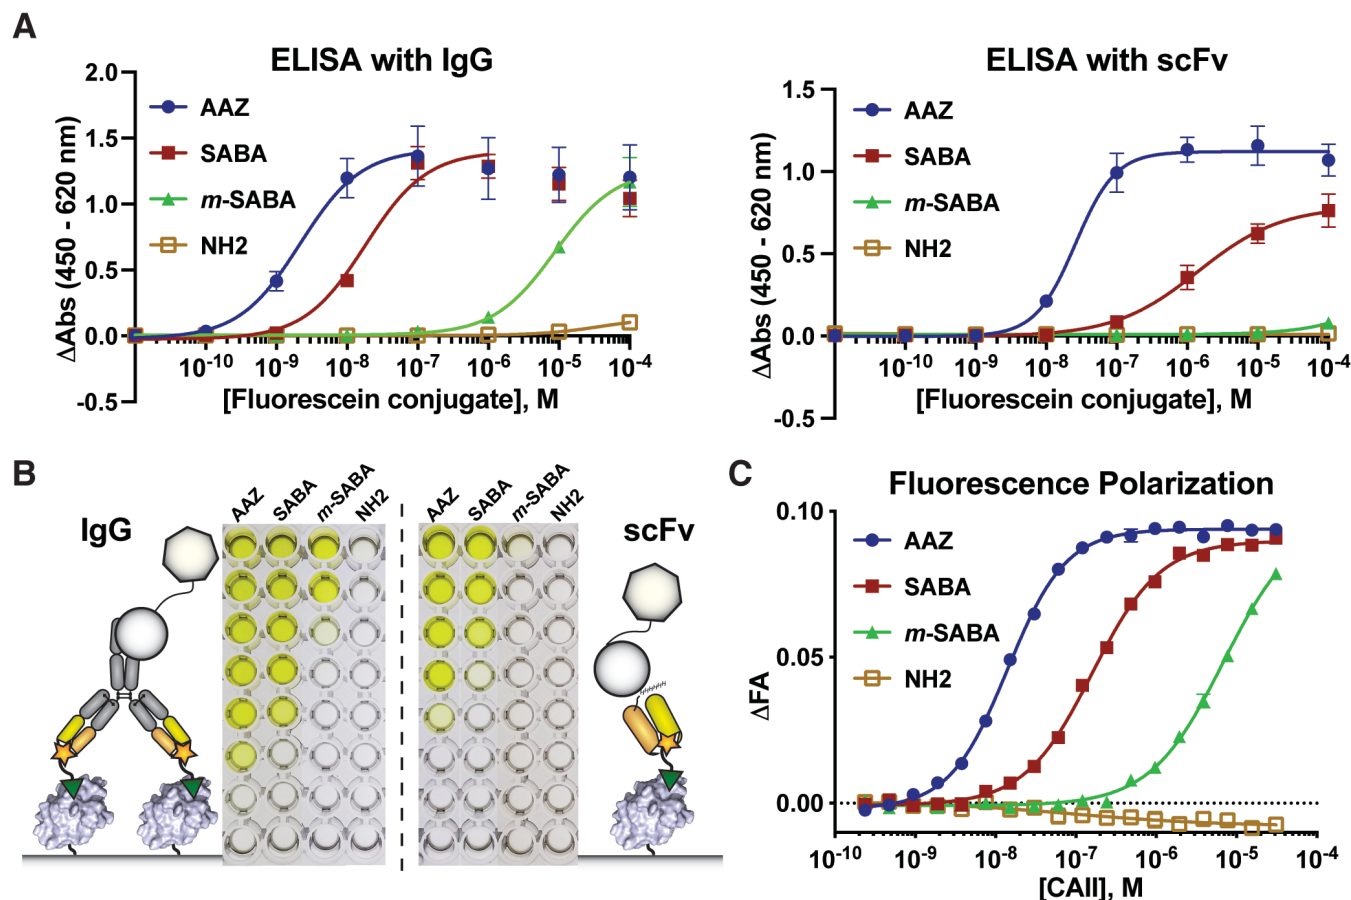 A
ELISA with IgG
2.0
1.5
1.0
0.5
0.0
-0.5
ΔAbs (450 - 620 nm)
AAZ
SABA
m-SABA
NH2
10-10
10-9
10-8
10-7
10-6
10-5
10-4
[Fluorescein conjugate], M
ELISA with scFv
1.5
1.0
0.5
0.0
-0.5
ΔAbs (450 - 620 nm)
AAZ
SABA
m-SABA
NH2
10-10
10-9
10-8
10-7
10-6
10-5
10-4
[Fluorescein conjugate], M
B
IgG
AAZ
SABA
m-SABA
NH2
AAZ
SABA
m-SABA
NH2
scFv
C
Fluorescence Polarization
0.10
0.05
0.00
ΔFA
AAZ
SABA
m-SABA
NH2
10-10
10-9
10-8
10-7
10-6
10-5
10-4
[CAII], M